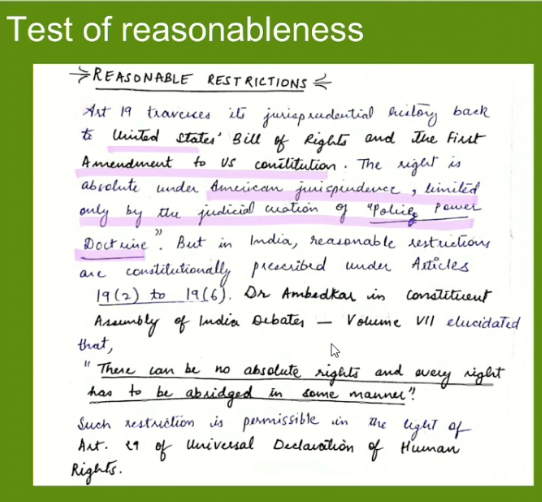 Test of reasonableness
REASONABLE RESTRICTIONS
Art 19 traverses its jurisprudential history back
to United States' Bill of Rights and the First
Amendment to US constitution. The right is
absolute under American jurisprudence, limited
only by the judicial creation of "Police Power
Doctrine". But in India, reasonable restrictions
are constitutionally prescribed under Articles
19(2) to 19(6). Dr Ambedkar in constituent
Assembly of India Debates – Volume VII elucidated
that,
"There can be no absolute rights and every right
has to be abridged in some manner".
Such restriction is permissible in the light of
Art. 29 of Universal Declaration of Human
Rights.